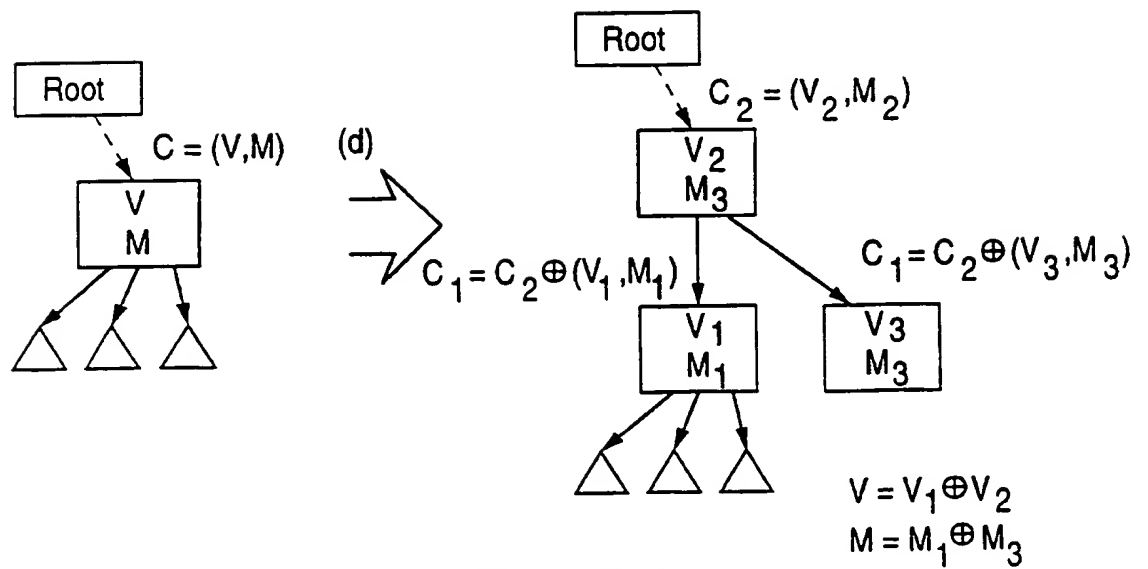 Root
C = (V,M)
V
M
(d)
Root
C₂ = (V₂,M₂)
V₂
M₃
C₁ = C₂⊕(V₁,M₁)
C₁ = C₂⊕(V₃,M₃)
V₁
M₁
V₃
M₃
V = V₁⊕V₂
M = M₁⊕M₃